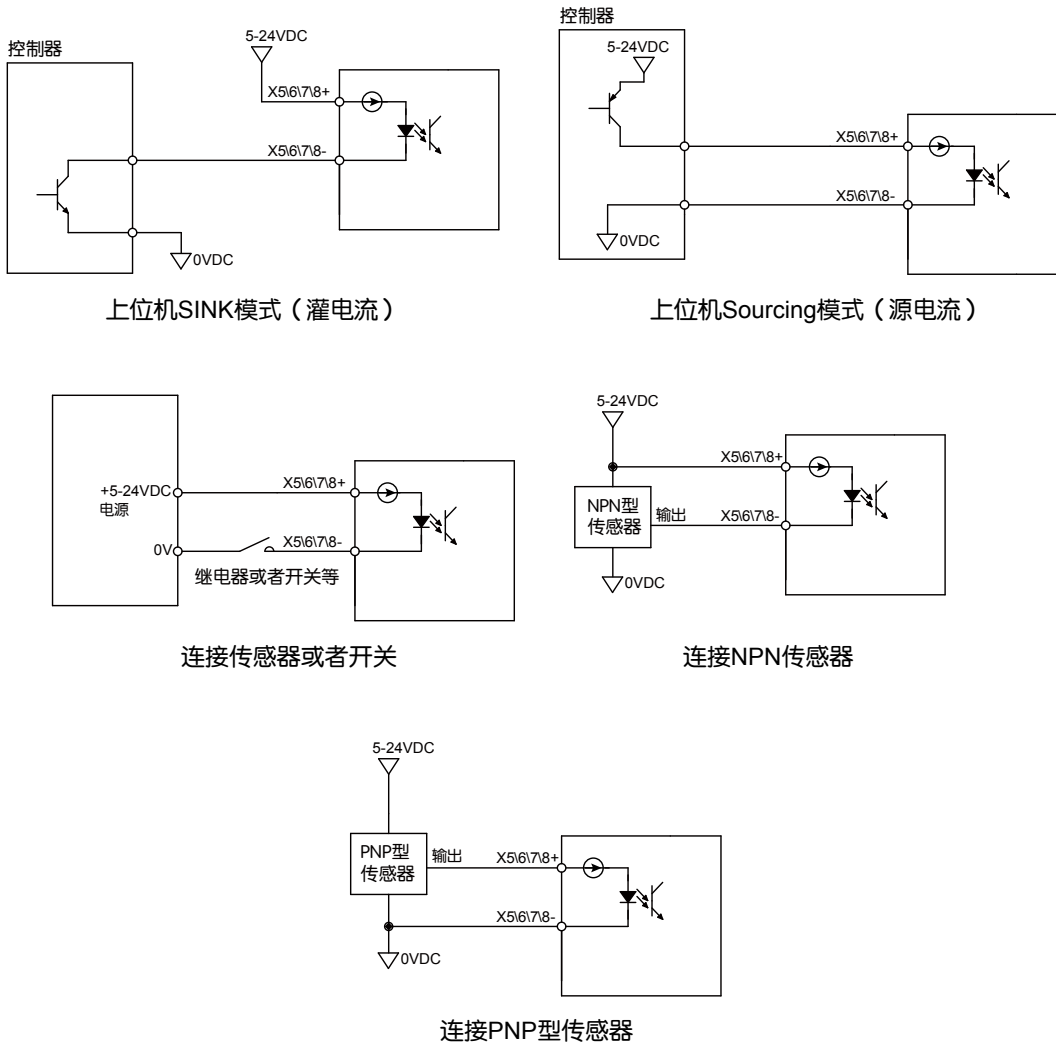 控制器
5-24VDC
X5\6\7\8+
X5\6\7\8-
0VDC
上位机SINK模式（灌电流）
控制器
5-24VDC
X5\6\7\8+
X5\6\7\8-
0VDC
上位机Sourcing模式（源电流）
+5-24VDC
电源
0V
X5\6\7\8+
X5\6\7\8-
继电器或者开关等
连接传感器或者开关
5-24VDC
X5\6\7\8+
NPN型
传感器
输出
X5\6\7\8-
0VDC
连接NPN传感器
5-24VDC
PNP型
传感器
输出
X5\6\7\8+
X5\6\7\8-
0VDC
连接PNP型传感器